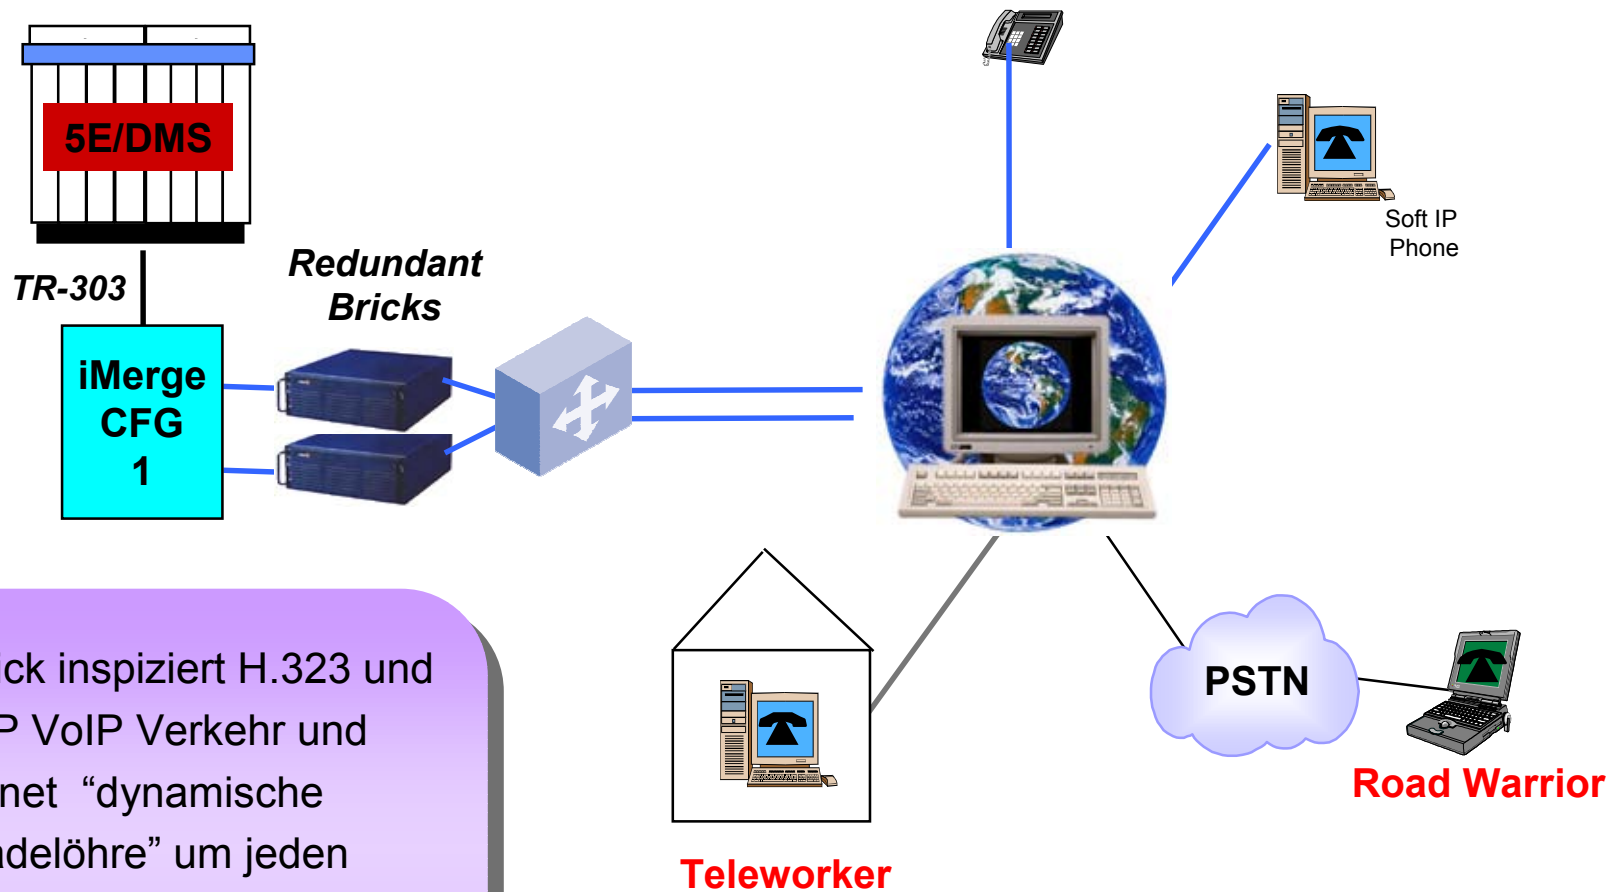 5E/DMS
TR-303
Redundant
Bricks
iMerge
CFG
1
Soft IP
Phone
ick inspiziert H.323 und
P VoIP Verkehr und
net “dynamische
adelöhre” um jeden
PSTN
Road Warrior
Teleworker